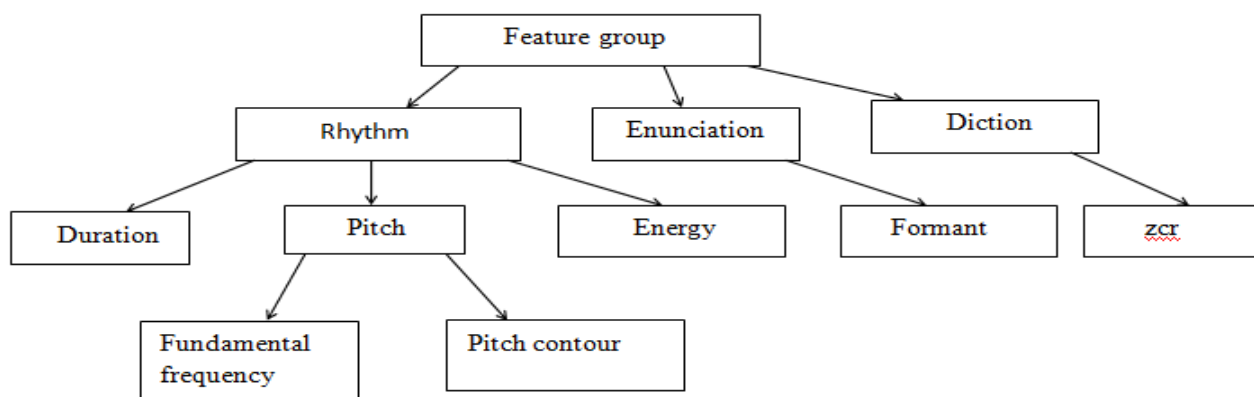 Feature group
Rhythm
Enunciation
Diction
Duration
Pitch
Energy
Formant
zcr
Fundamental
frequency
Pitch contour